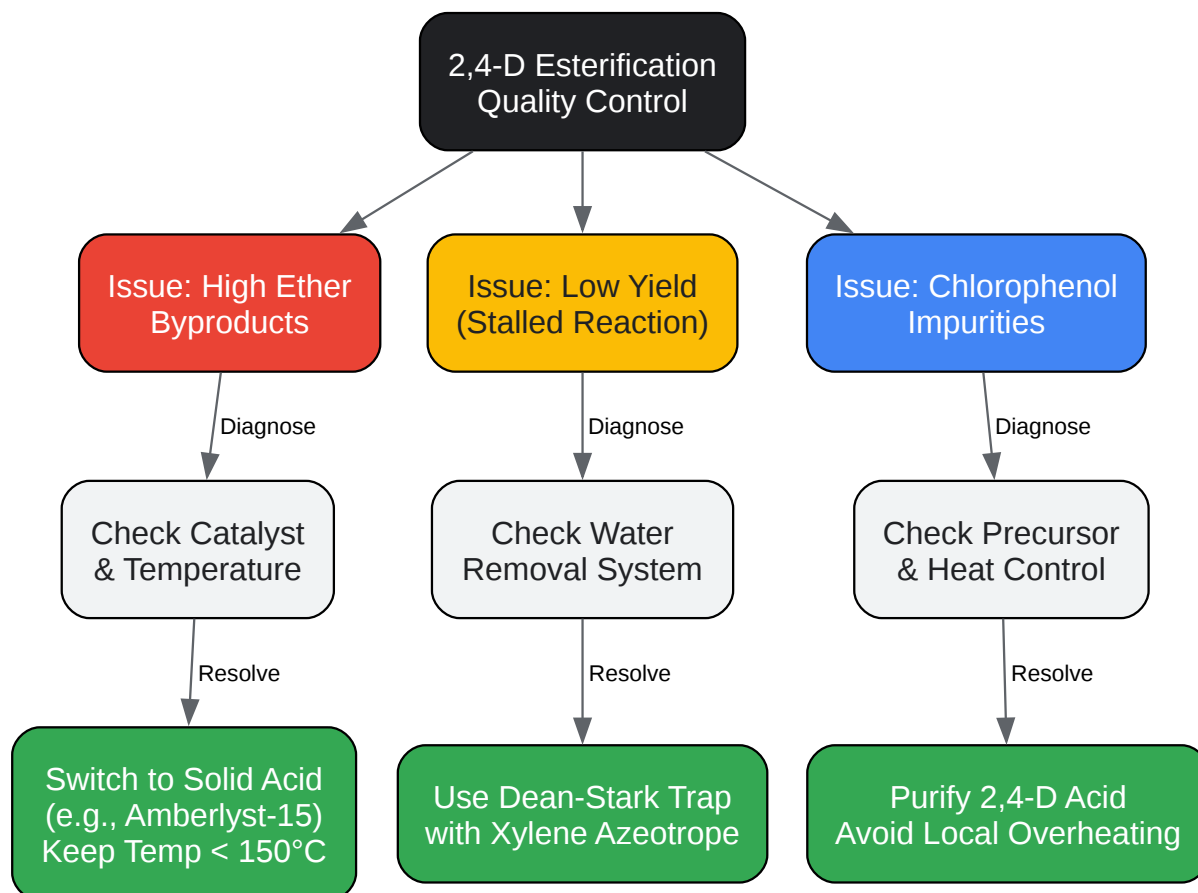 2,4-D Esterification
Quality Control
Issue: High Ether
Byproducts
Issue: Low Yield
(Stalled Reaction)
Issue: Chlorophenol
Impurities
Diagnose
Diagnose
Diagnose
Check Catalyst
& Temperature
Check Water
Removal System
Check Precursor
& Heat Control
Resolve
Resolve
Resolve
Switch to Solid Acid
(e.g., Amberlyst-15)
Keep Temp < 150°C
Use Dean-Stark Trap
with Xylene Azeotrope
Purify 2,4-D Acid
Avoid Local Overheating